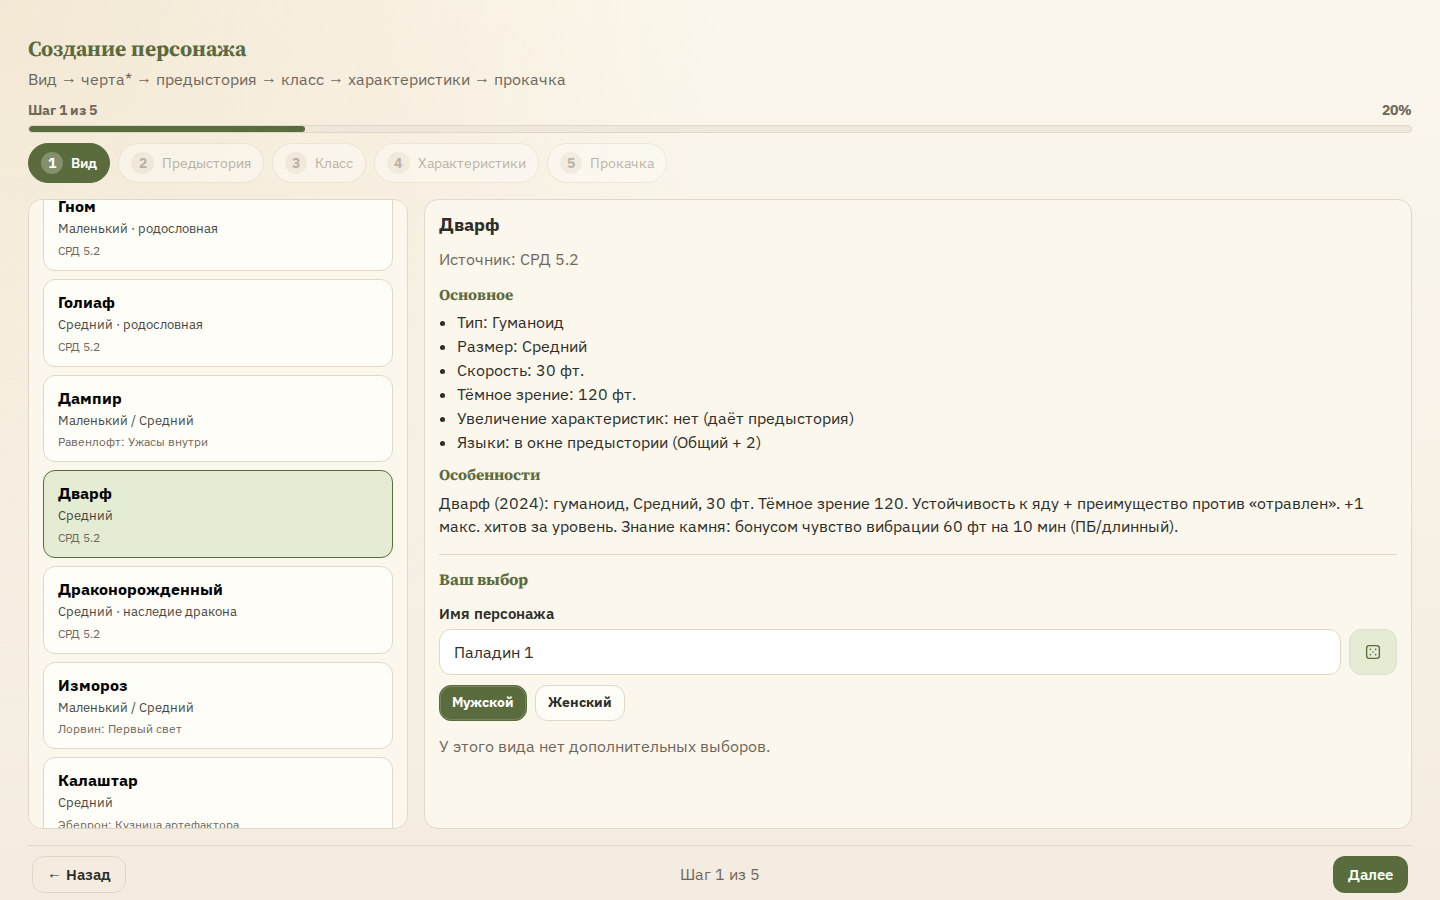 Создание персонажа
Вид → черта* → предыстория → класс → характеристики → прокачка
Шаг 1 из 5
20%
1 Вид
2 Предыстория
3 Класс
4 Характеристики
5 Прокачка
Гном
Маленький · родословная
СРД 5.2
Голиаф
Средний · родословная
СРД 5.2
Дампир
Маленький / Средний
Равенлофт: Ужасы внутри
Дварф
Средний
СРД 5.2
Драконорожденный
Средний · наследие дракона
СРД 5.2
Измороз
Маленький / Средний
Лорвин: Первый свет
Калаштар
Средний
Эберрон: Кузница артефактора
Дварф
Источник: СРД 5.2
Основное
• Тип: Гуманоид
• Размер: Средний
• Скорость: 30 фт.
• Тёмное зрение: 120 фт.
• Увеличение характеристик: нет (даёт предыстория)
• Языки: в окне предыстории (Общий + 2)
Особенности
Дварф (2024): гуманоид, Средний, 30 фт. Тёмное зрение 120. Устойчивость к яду + преимущество против «отравлен». +1
макс. хитов за уровень. Знание камня: бонусом чувство вибрации 60 фт на 10 мин (ПБ/длинный).
Ваш выбор
Имя персонажа
Паладин 1
Мужской
Женский
У этого вида нет дополнительных выборов.
← Назад
Шаг 1 из 5
Далее